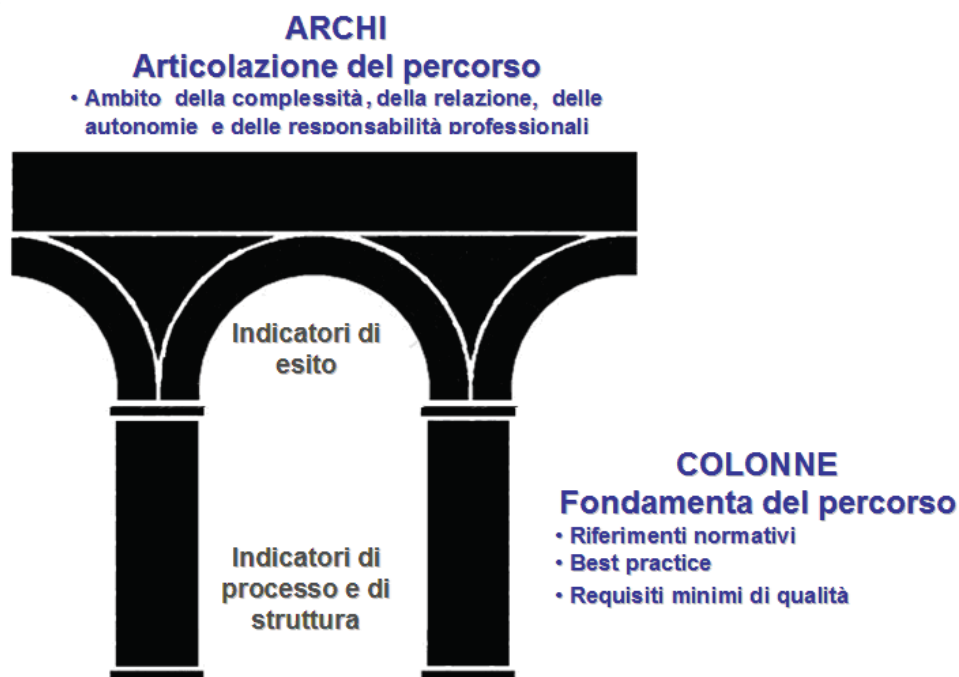 ARCHI
Articolazione del percorso
• Ambito della complessità, della relazione, delle
autonomie e delle responsabilità professionali
Indicatori di
esito
Indicatori di
processo e di
struttura
COLONNE
Fondamenta del percorso
• Riferimenti normativi
• Best practice
• Requisiti minimi di qualità